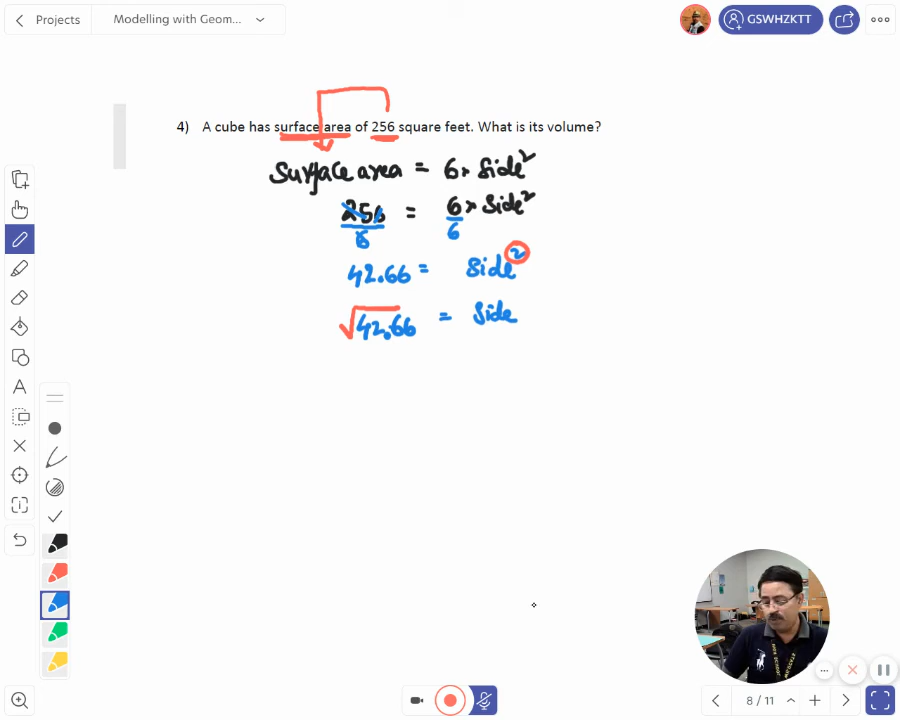 Projects
Modelling with Geom...
GSWHZKTT
4) A cube has surface area of 256 square feet. What is its volume?
Surface area = 6 × Side²
256/6 = 6/6 × Side²
42.66 = Side²
√42.66 = Side
8 / 11